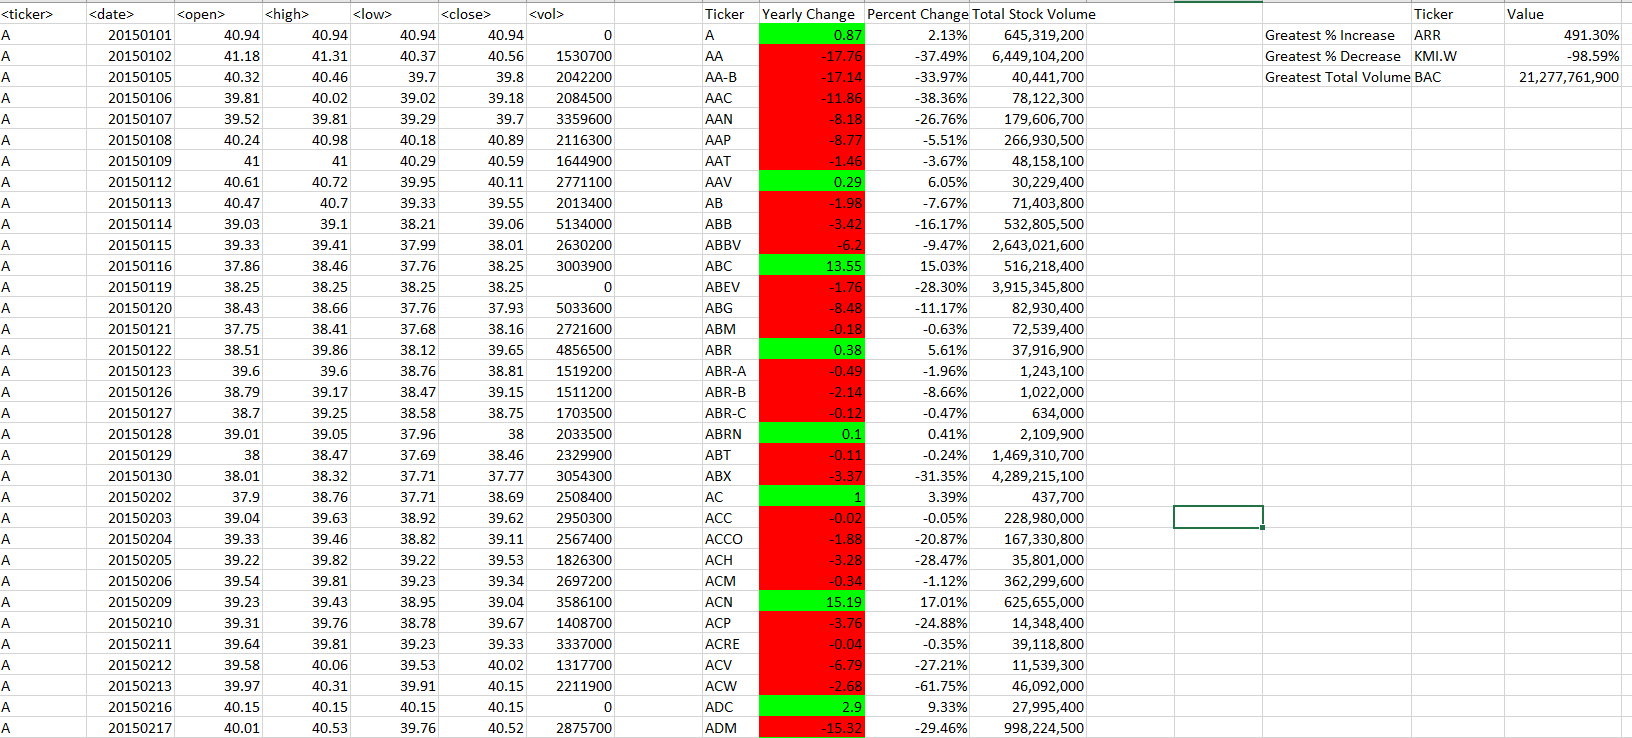 <ticker> <date> <open> <high> <low> <close> <vol> Ticker Yearly Change Percent Change Total Stock Volume Ticker Value
A 20150101 40.94 40.94 40.94 40.94 0 A 0.87 2.13% 645,319,200 Greatest % Increase ARR 491.30%
A 20150102 41.18 41.31 40.37 40.56 1530700 AA -17.76 -37.49% 6,449,104,200 Greatest % Decrease KMI.W -98.59%
A 20150105 40.32 40.46 39.7 39.8 2042200 AA-B -17.14 -33.97% 40,441,700 Greatest Total Volume BAC 21,277,761,900
A 20150106 39.81 40.02 39.02 39.18 2084500 AAC -11.86 -38.36% 78,122,300
A 20150107 39.52 39.81 39.29 39.7 3359600 AAN -8.18 -26.76% 179,606,700
A 20150108 40.24 40.98 40.18 40.89 2116300 AAP -8.77 -5.51% 266,930,500
A 20150109 41 41 40.29 40.59 1644900 AAT -1.46 -3.67% 48,158,100
A 20150112 40.61 40.72 39.95 40.11 2771100 AAV 0.29 6.05% 30,229,400
A 20150113 40.47 40.7 39.33 39.55 2013400 AB -1.98 -7.67% 71,403,800
A 20150114 39.03 39.1 38.21 39.06 5134000 ABB -3.42 -16.17% 532,805,500
A 20150115 39.33 39.41 37.99 38.01 2630200 ABBV -6.2 -9.47% 2,643,021,600
A 20150116 37.86 38.46 37.76 38.25 3003900 ABC 13.55 15.03% 516,218,400
A 20150119 38.25 38.25 38.25 38.25 0 ABEV -1.76 -28.30% 3,915,345,800
A 20150120 38.43 38.66 37.76 37.93 5033600 ABG -8.48 -11.17% 82,930,400
A 20150121 37.75 38.41 37.68 38.16 2721600 ABM -0.18 -0.63% 72,539,400
A 20150122 38.51 39.86 38.12 39.65 4856500 ABR 0.38 5.61% 37,916,900
A 20150123 39.6 39.6 38.76 38.81 1519200 ABR-A -0.49 -1.96% 1,243,100
A 20150126 38.79 39.17 38.47 39.15 1511200 ABR-B -2.14 -8.66% 1,022,000
A 20150127 38.7 39.25 38.58 38.75 1703500 ABR-C -0.12 -0.47% 634,000
A 20150128 39.01 39.05 37.96 38 2033500 ABRN 0.1 0.41% 2,109,900
A 20150129 38 38.47 37.69 38.46 2329900 ABT -0.11 -0.24% 1,469,310,700
A 20150130 38.01 38.32 37.71 37.77 3054300 ABX -3.37 -31.35% 4,289,215,100
A 20150202 37.9 38.76 37.71 38.69 2508400 AC 1 3.39% 437,700
A 20150203 39.04 39.63 38.92 39.62 2950300 ACC -0.02 -0.05% 228,980,000
A 20150204 39.33 39.46 38.82 39.11 2567400 ACCO -1.88 -20.87% 167,330,800
A 20150205 39.22 39.82 39.22 39.53 1826300 ACH -3.28 -28.47% 35,801,000
A 20150206 39.54 39.81 39.23 39.34 2697200 ACM -0.34 -1.12% 362,299,600
A 20150209 39.23 39.43 38.95 39.04 3586100 ACN 15.19 17.01% 625,655,000
A 20150210 39.31 39.76 38.78 39.67 1408700 ACP -3.76 -24.88% 14,348,400
A 20150211 39.64 39.81 39.23 39.33 3337000 ACRE -0.04 -0.35% 39,118,800
A 20150212 39.58 40.06 39.53 40.02 1317700 ACV -6.79 -27.21% 11,539,300
A 20150213 39.97 40.31 39.91 40.15 2211900 ACW -2.68 -61.75% 46,092,000
A 20150216 40.15 40.15 40.15 40.15 0 ADC 2.9 9.33% 27,995,400
A 20150217 40.01 40.53 39.76 40.52 2875700 ADM -15.32 -29.46% 998,224,500